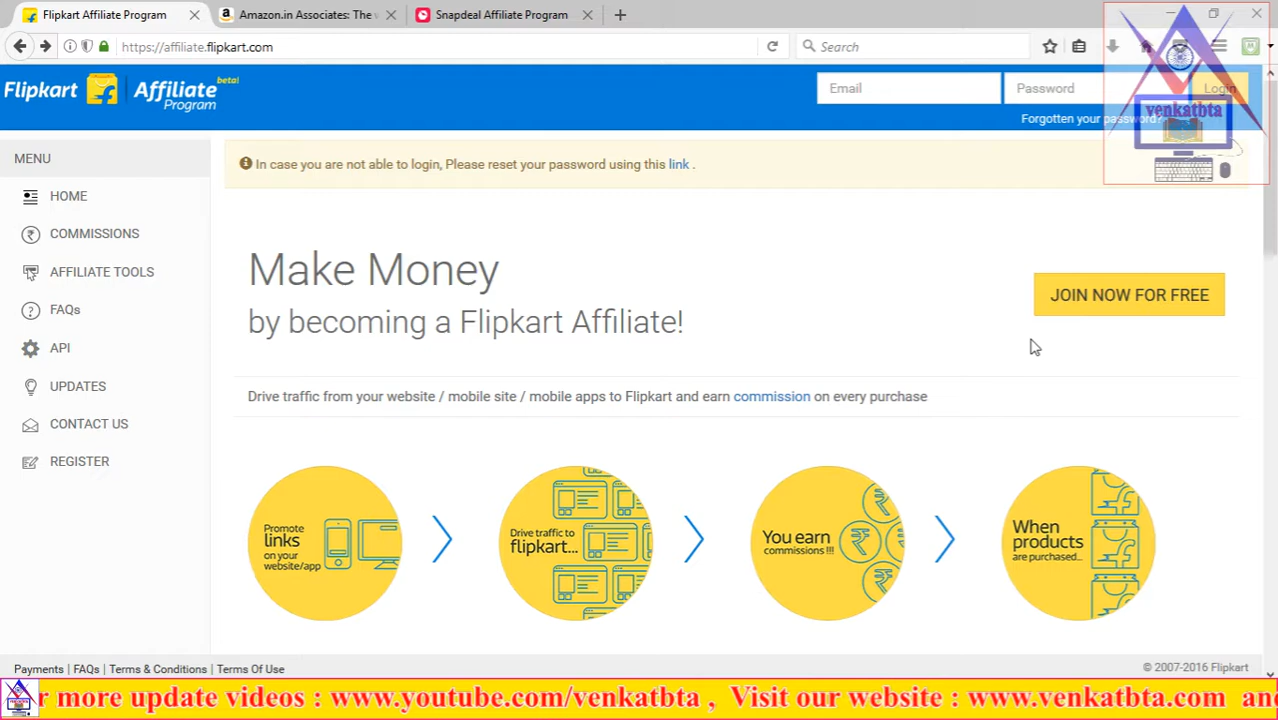 Flipkart Affiliate Program
Amazon.in Associates: The
Snapdeal Affiliate Program
https://affiliate.flipkart.com
Search
Flipkart
Affiliate Program
beta!
Email
Password
Login
Forgotten your password?
venkatbta
MENU
In case you are not able to login, Please reset your password using this link .
HOME
COMMISSIONS
AFFILIATE TOOLS
FAQs
API
UPDATES
CONTACT US
REGISTER
Make Money
by becoming a Flipkart Affiliate!
JOIN NOW FOR FREE
Drive traffic from your website / mobile site / mobile apps to Flipkart and earn commission on every purchase
Promote
links
on your
website/app
Drive traffic to
flipkart...
You earn
commissions !!!
When
products
are purchased...
Payments | FAQs | Terms & Conditions | Terms Of Use
© 2007-2016 Flipkart
more update videos : www.youtube.com/venkatbta , Visit our website : www.venkatbta.com and